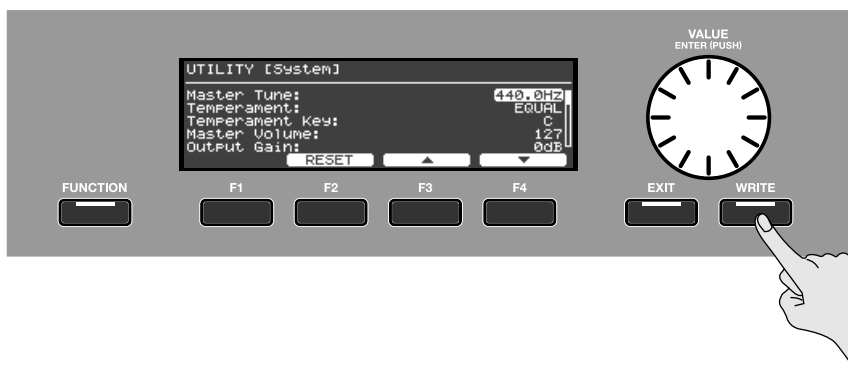 VALUE
ENTER (PUSH)
UTILITY [System]
Master Tune: 440.0Hz
Temperament: EQUAL
Temperament Key: C
Master Volume: 127
Output Gain: 0dB
RESET ▲ ▼
FUNCTION F1 F2 F3 F4 EXIT WRITE